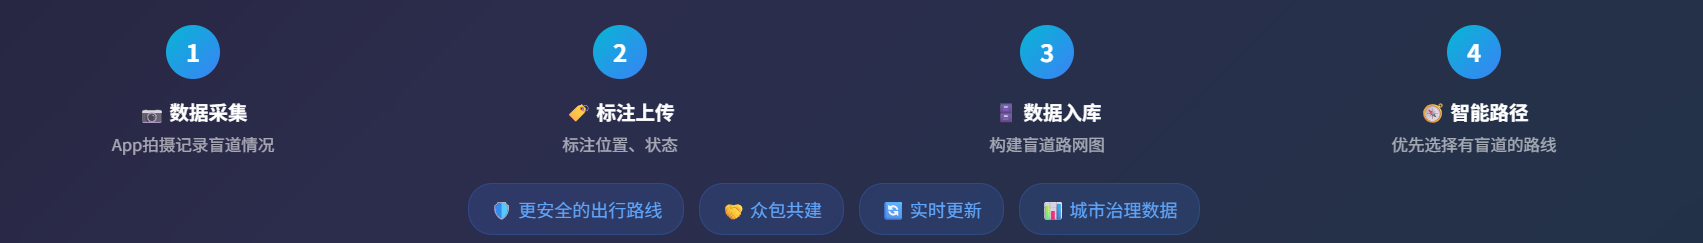 1
2
3
4
📷 数据采集
🏷️ 标注上传
🗄️ 数据入库
🧭 智能路径
App拍摄记录盲道情况
标注位置、状态
构建盲道路网图
优先选择有盲道的路线
🛡️ 更安全的出行路线
🤝 众包共建
🔄 实时更新
📊 城市治理数据